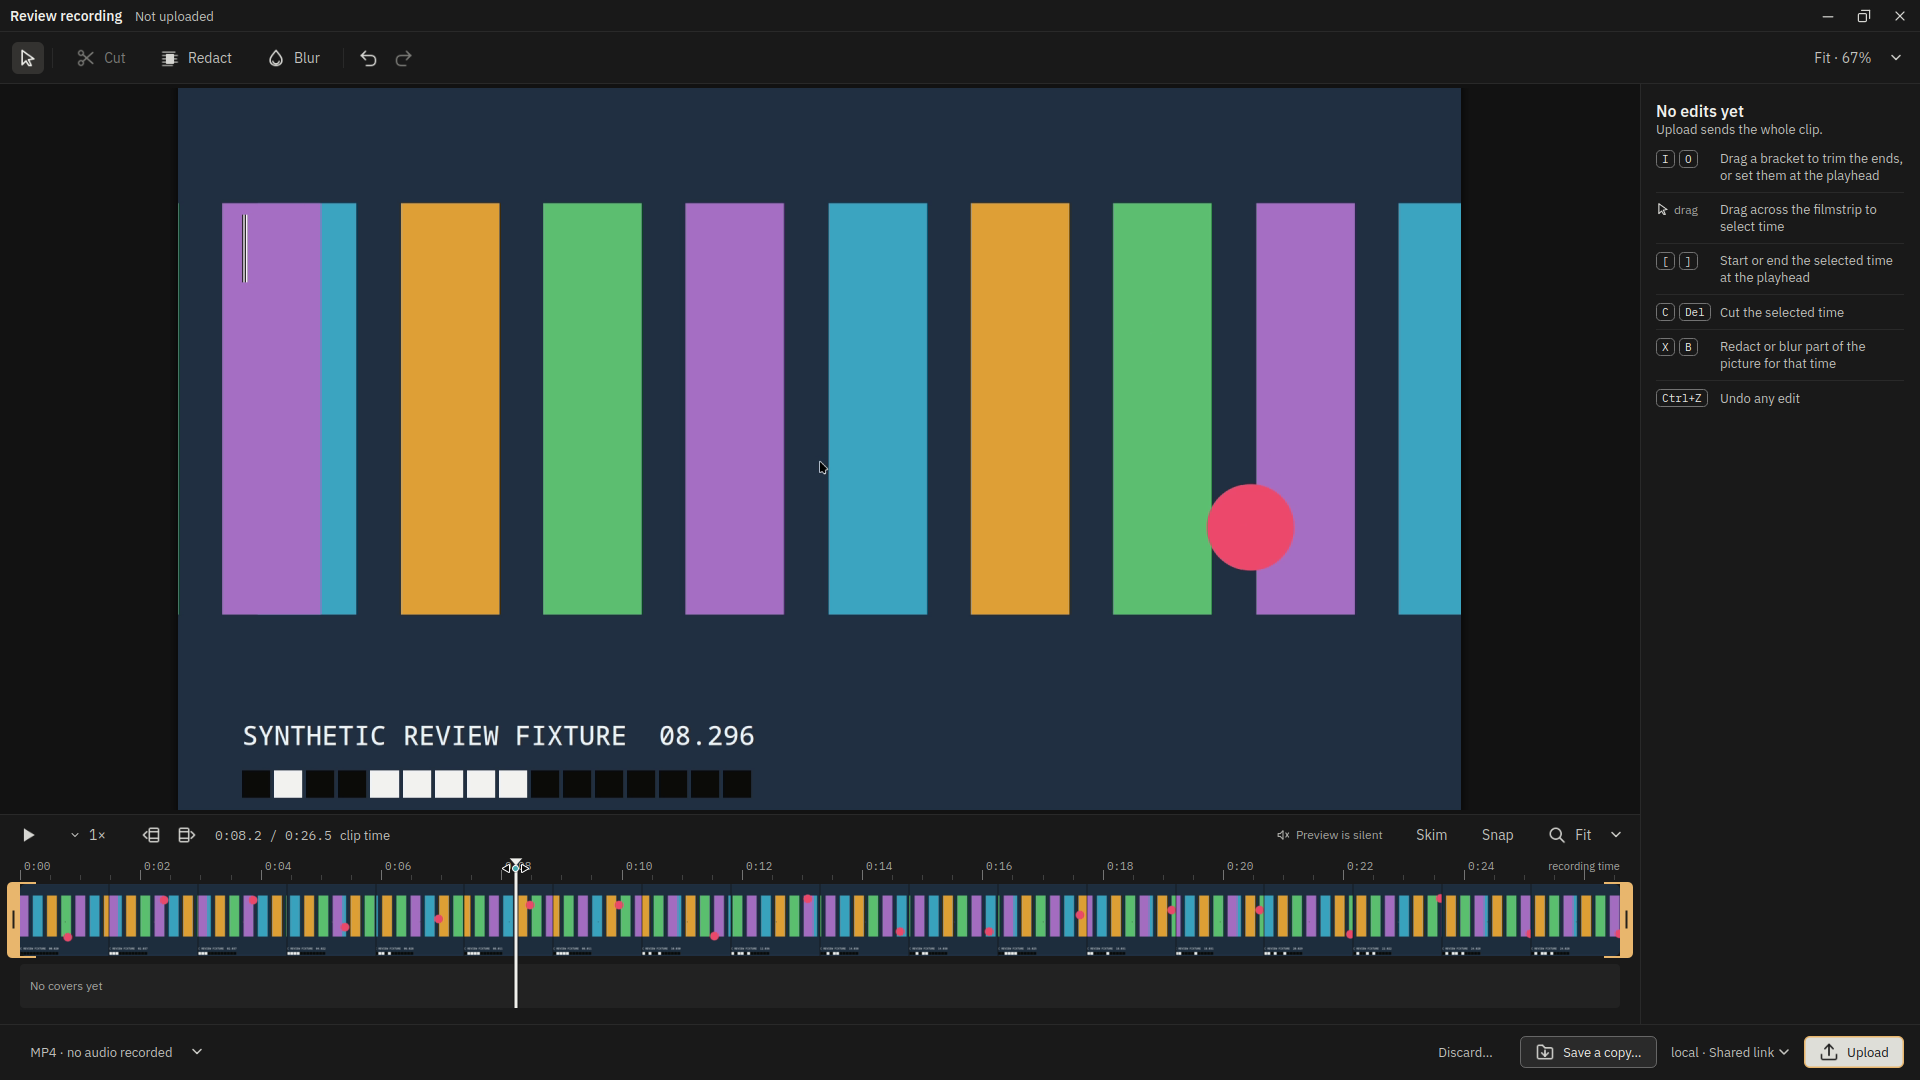 Review recording Not uploaded
Cut Redact Blur Fit · 67%
No edits yet
Upload sends the whole clip.
I O Drag a bracket to trim the ends,
or set them at the playhead
drag Drag across the filmstrip to
select time
[ ] Start or end the selected time
at the playhead
C Del Cut the selected time
X B Redact or blur part of the
picture for that time
Ctrl+Z Undo any edit
SYNTHETIC REVIEW FIXTURE 08.296
1× 0:08.2 / 0:26.5 clip time Preview is silent Skim Snap Fit
0:00 0:02 0:04 0:06 0:10 0:12 0:14 0:16 0:18 0:20 0:22 0:24 recording time
No covers yet
MP4 · no audio recorded Discard... Save a copy... local · Shared link Upload